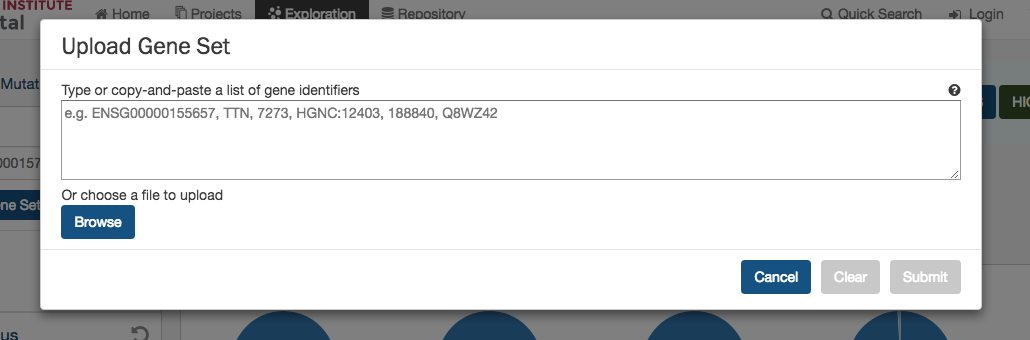 INSTITUTE
tal
Home Projects Exploration Repository Quick Search Login
Upload Gene Set
Mutat
Type or copy-and-paste a list of gene identifiers
e.g. ENSG00000155657, TTN, 7273, HGNC:12403, 188840, Q8WZ42
HIG
000157
Or choose a file to upload
ne Set
Browse
Cancel Clear Submit
us